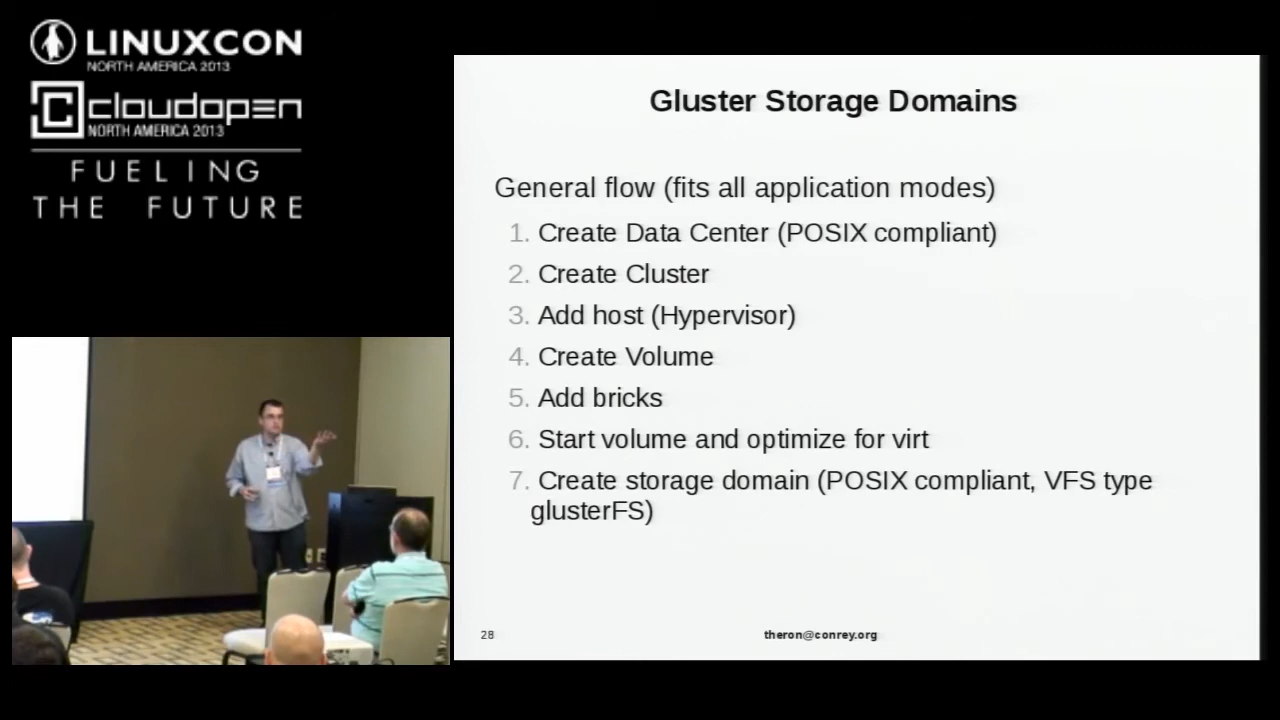 LINUXCON
NORTH AMERICA 2013
cloudopen
NORTH AMERICA 2013
FUELING
THE FUTURE
Gluster Storage Domains
General flow (fits all application modes)
1. Create Data Center (POSIX compliant)
2. Create Cluster
3. Add host (Hypervisor)
4. Create Volume
5. Add bricks
6. Start volume and optimize for virt
7. Create storage domain (POSIX compliant, VFS type
glusterFS)
28
theron@conrey.org